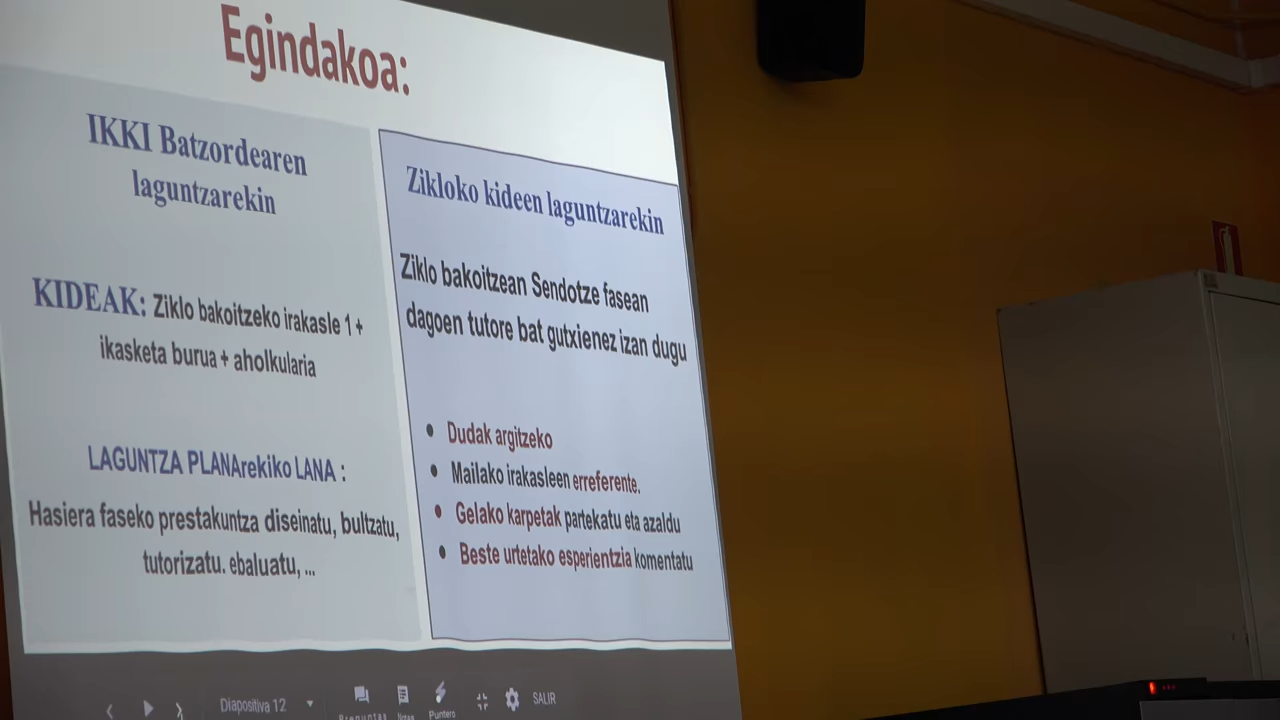 Egindakoa:
IKKI Batzordearen
laguntzarekin
KIDEAK: Ziklo bakoitzeko irakasle 1 +
ikasketa burua + aholkularia
LAGUNTZA PLANArekiko LANA :
Hasiera faseko prestakuntza diseinatu, bultzatu,
tutorizatu. ebaluatu, ...
Zikloko kideen laguntzarekin
Ziklo bakoitzean Sendotze fasean
dagoen tutore bat gutxienez izan dugu
• Dudak argitzeko
• Mailako irakasleen erreferente.
• Gelako karpetak partekatu eta azaldu
• Beste urtetako esperientzia komentatu
Diapositiva 12
Preguntas
Notas
Puntero
SALIR